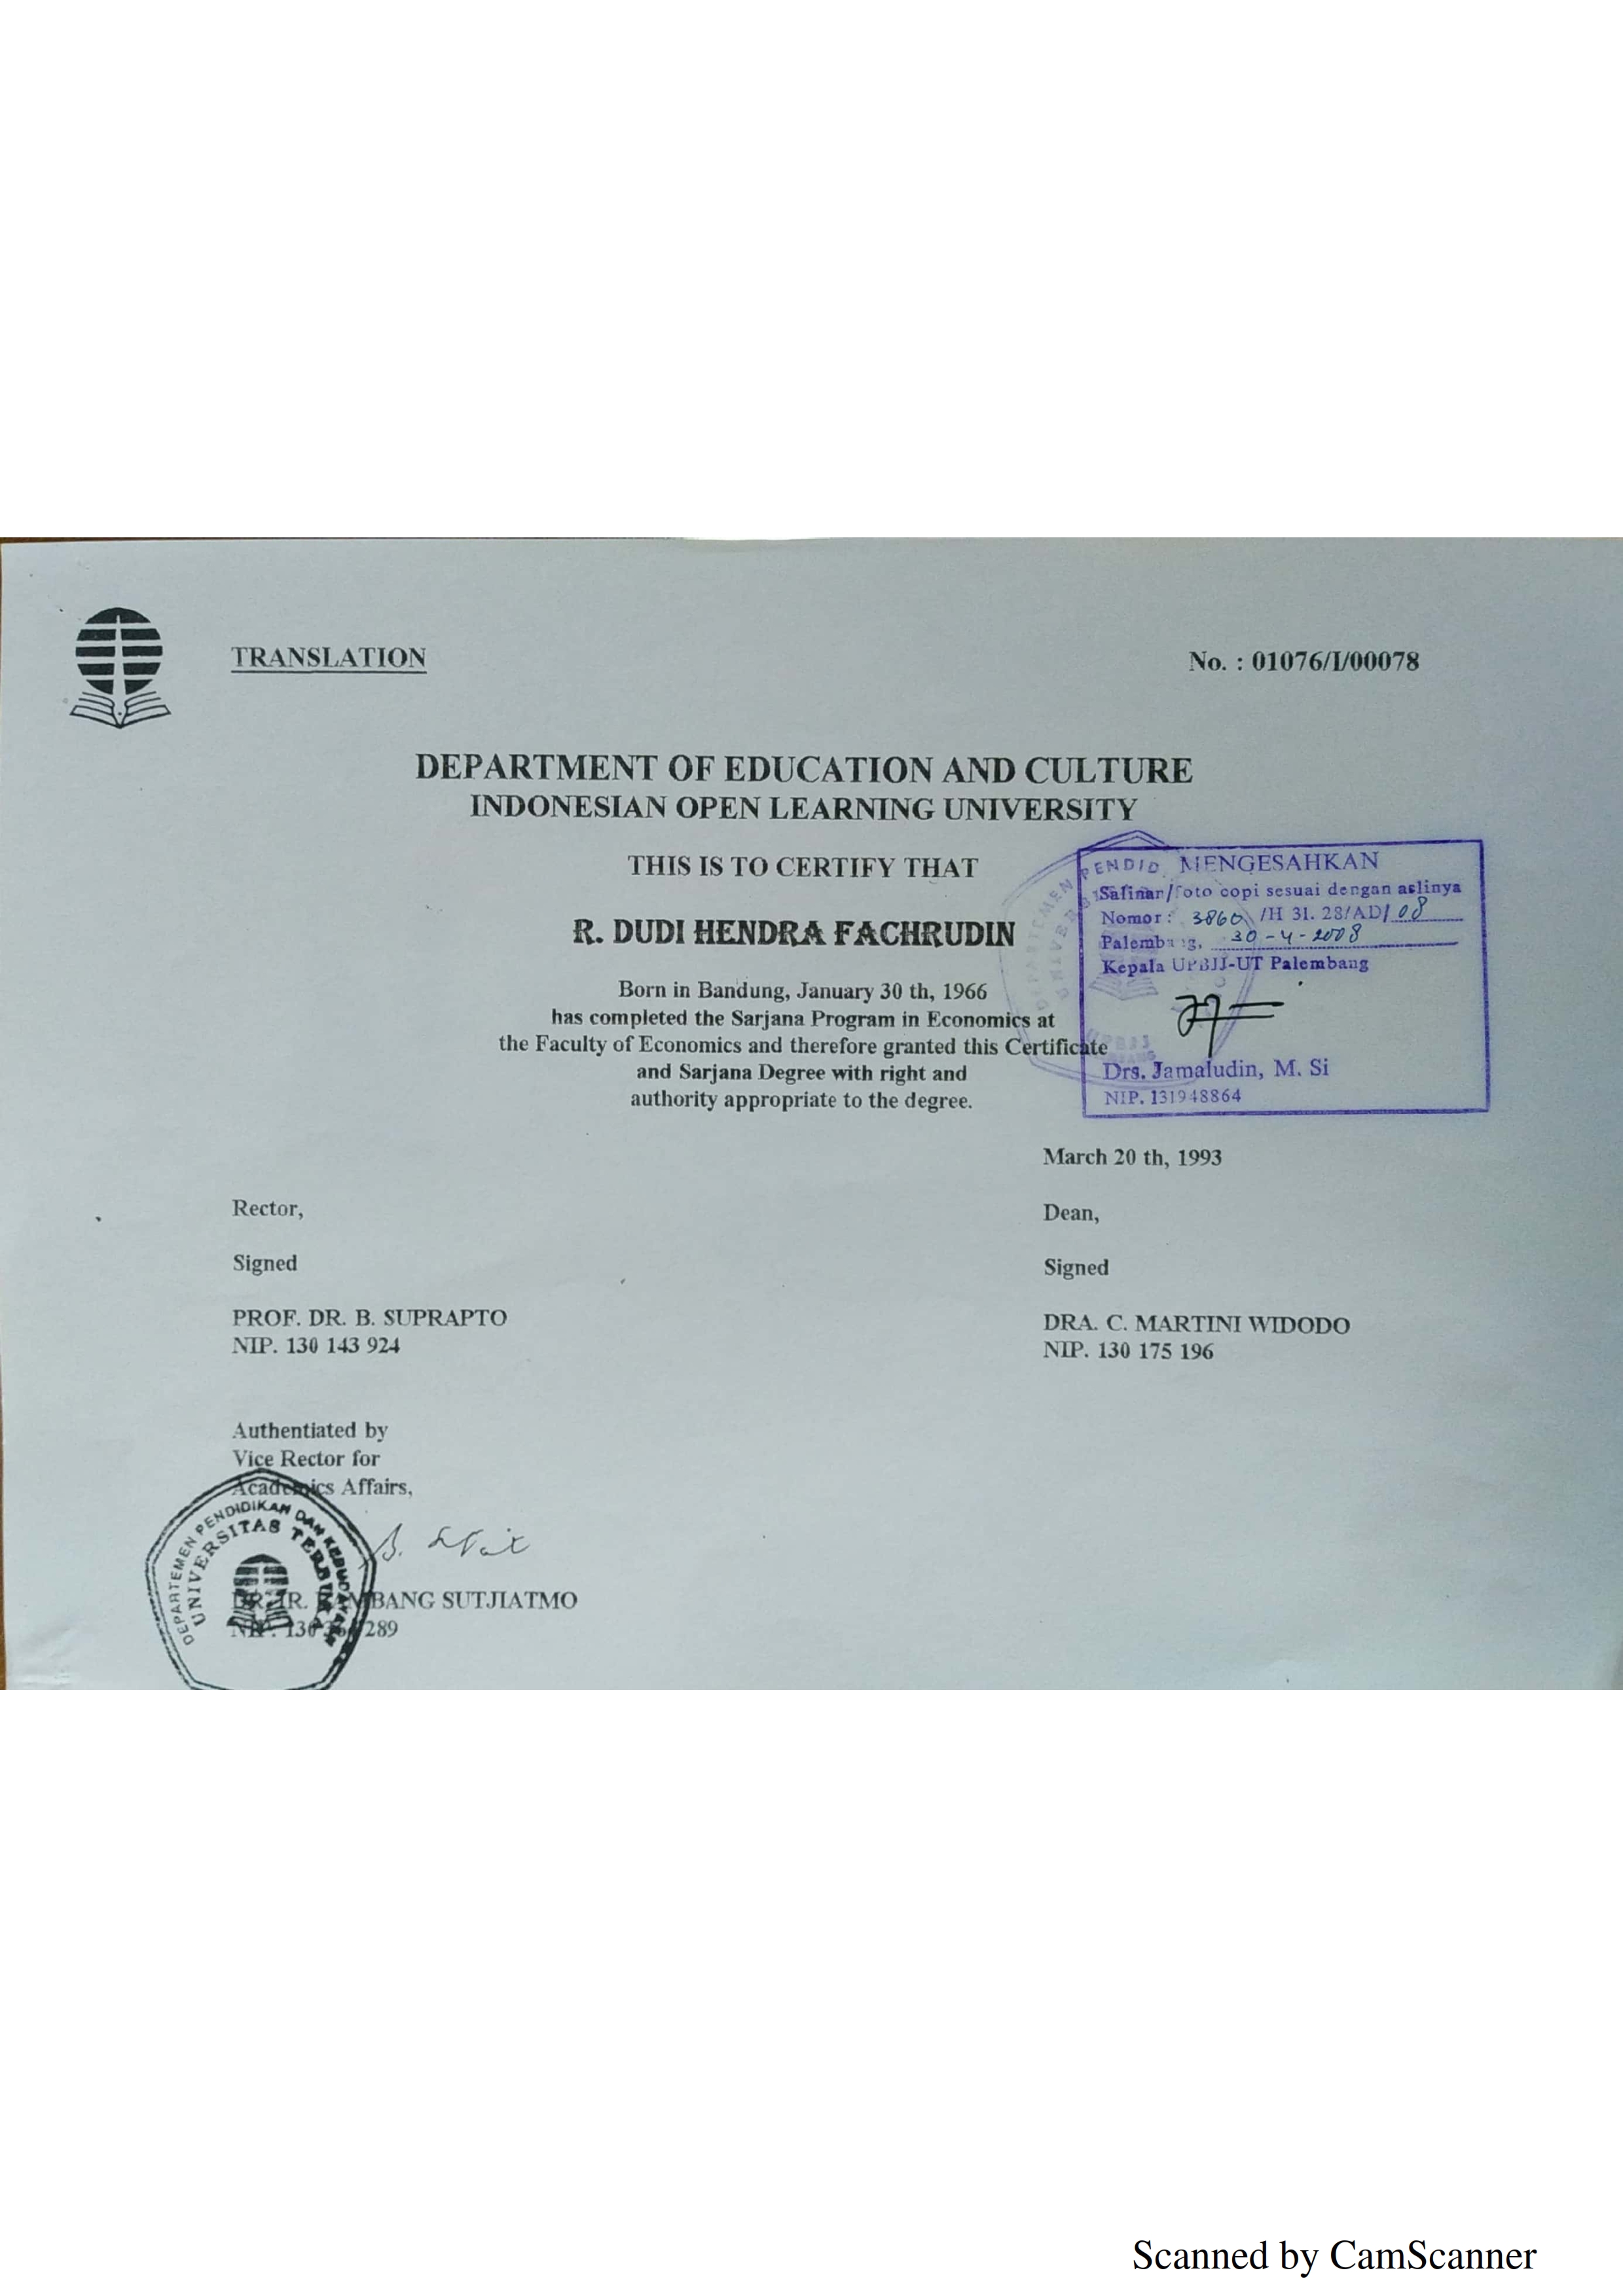 TRANSLATION
No. : 01076/I/00078
DEPARTMENT OF EDUCATION AND CULTURE
INDONESIAN OPEN LEARNING UNIVERSITY
THIS IS TO CERTIFY THAT
R. DUDI HENDRA FACHRUDIN
Born in Bandung, January 30 th, 1966
has completed the Sarjana Program in Economics at
the Faculty of Economics and therefore granted this Certificate
and Sarjana Degree with right and
authority appropriate to the degree.
MENGESAHKAN
Salinan/foto copi sesuai dengan aslinya
Nomor : 3860 /H 31. 28/AD/ 08
Palembang, 30-4-2008
Kepala UPBJJ-UT Palembang
Drs. Jamaludin, M. Si
NIP. 131948864
March 20 th, 1993
Rector,
Signed
PROF. DR. B. SUPRAPTO
NIP. 130 143 924
Dean,
Signed
DRA. C. MARTINI WIDODO
NIP. 130 175 196
Authentiated by
Vice Rector for
Academics Affairs,
DEPARTEMEN PENDIDIKAN DAN KEBUDAYAAN
UNIVERSITAS TERBUKA
DR. IR. BAMBANG SUTJIATMO
NIP. 130 289
Scanned by CamScanner